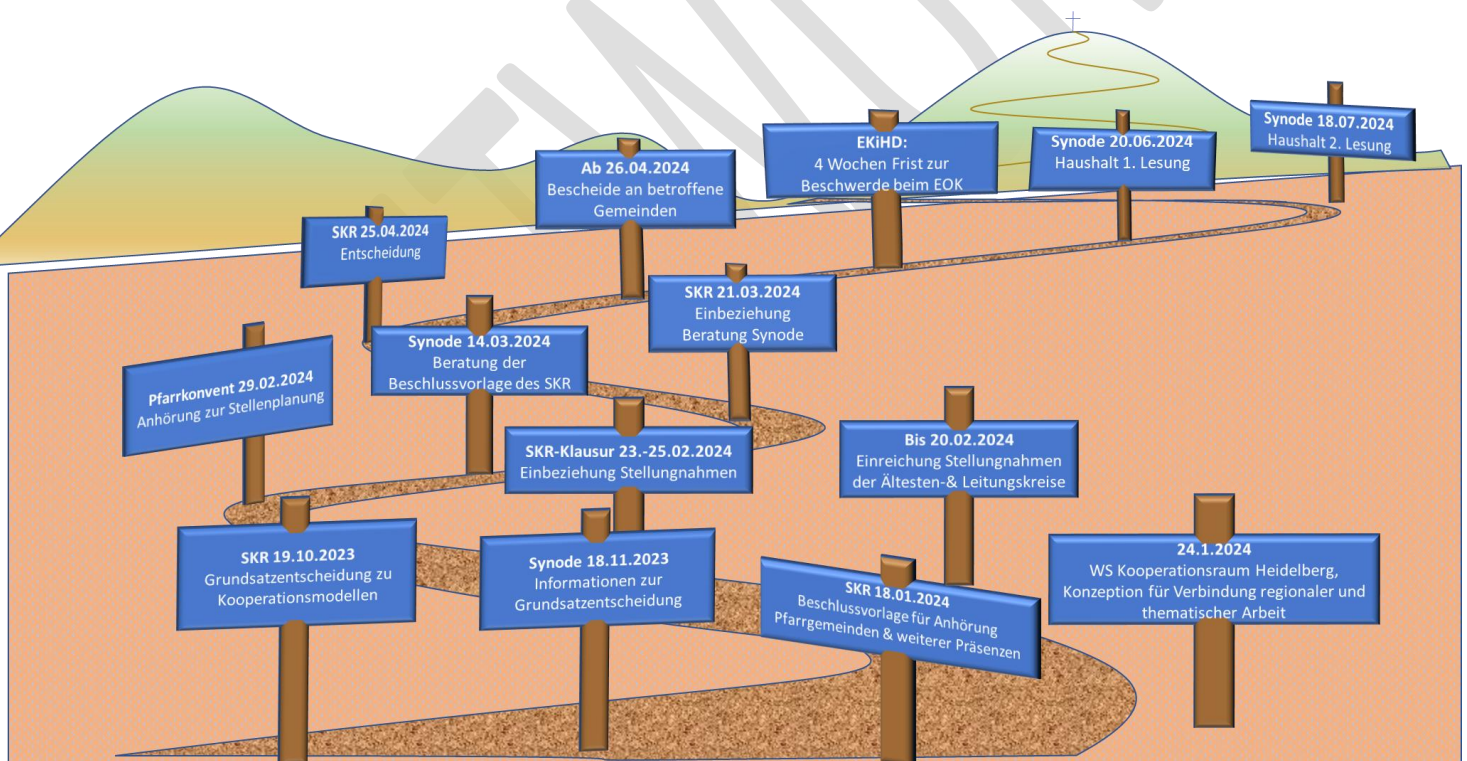 SKR 19.10.2023
Grundsatzentscheidung zu
Kooperationsmodellen
Synode 18.11.2023
Informationen zur
Grundsatzentscheidung
SKR 18.01.2024
Beschlussvorlage für Anhörung
Pfarrgemeinden & weiterer Präsenzen
24.1.2024
WS Kooperationsraum Heidelberg,
Konzeption für Verbindung regionaler und
thematischer Arbeit
Bis 20.02.2024
Einreichung Stellungnahmen
der Ältesten-& Leitungskreise
SKR-Klausur 23.-25.02.2024
Einbeziehung Stellungnahmen
Pfarrkonvent 29.02.2024
Anhörung zur Stellenplanung
Synode 14.03.2024
Beratung der
Beschlussvorlage des SKR
SKR 21.03.2024
Einbeziehung
Beratung Synode
SKR 25.04.2024
Entscheidung
Ab 26.04.2024
Bescheide an betroffene
Gemeinden
EKiHD:
4 Wochen Frist zur
Beschwerde beim EOK
Synode 20.06.2024
Haushalt 1. Lesung
Synode 18.07.2024
Haushalt 2. Lesung